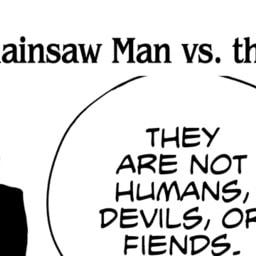 ainsaw Man vs. th
THEY
ARE NOT
HUMANS,
DEVILS, OR
FIENDS.